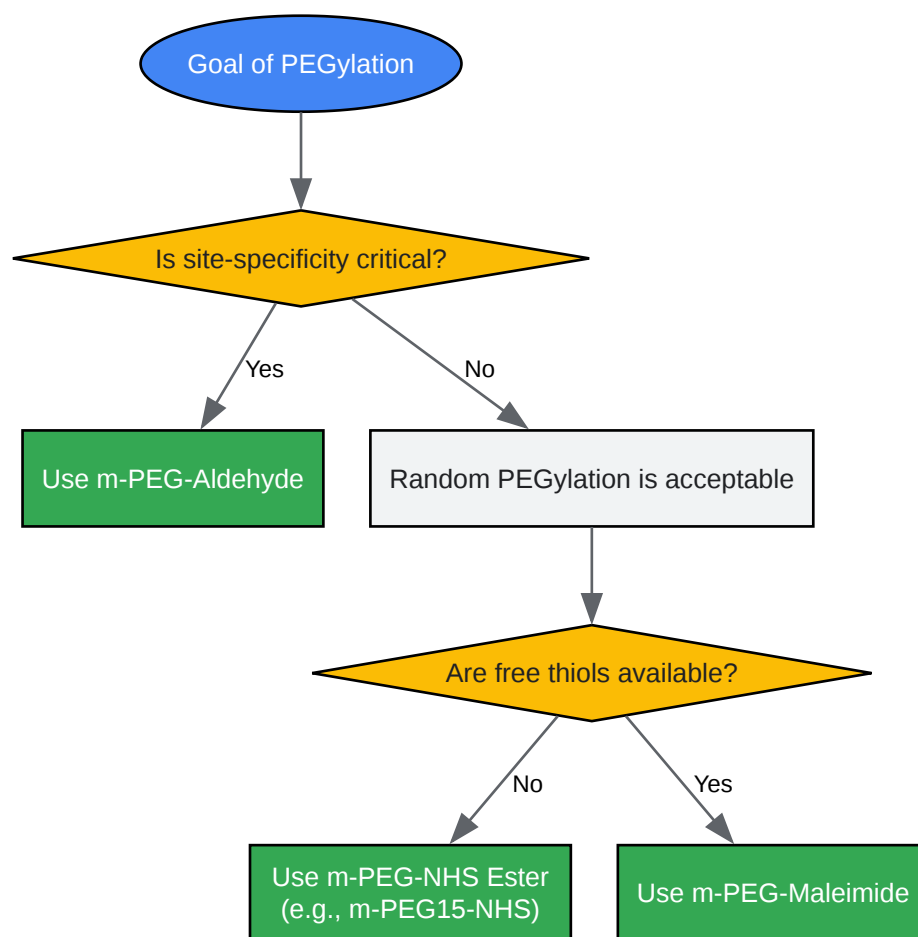 Goal of PEGylation
Is site-specificity critical?
Yes
No
Use m-PEG-Aldehyde
Random PEGylation is acceptable
Are free thiols available?
No
Yes
Use m-PEG-NHS Ester
(e.g., m-PEG15-NHS)
Use m-PEG-Maleimide